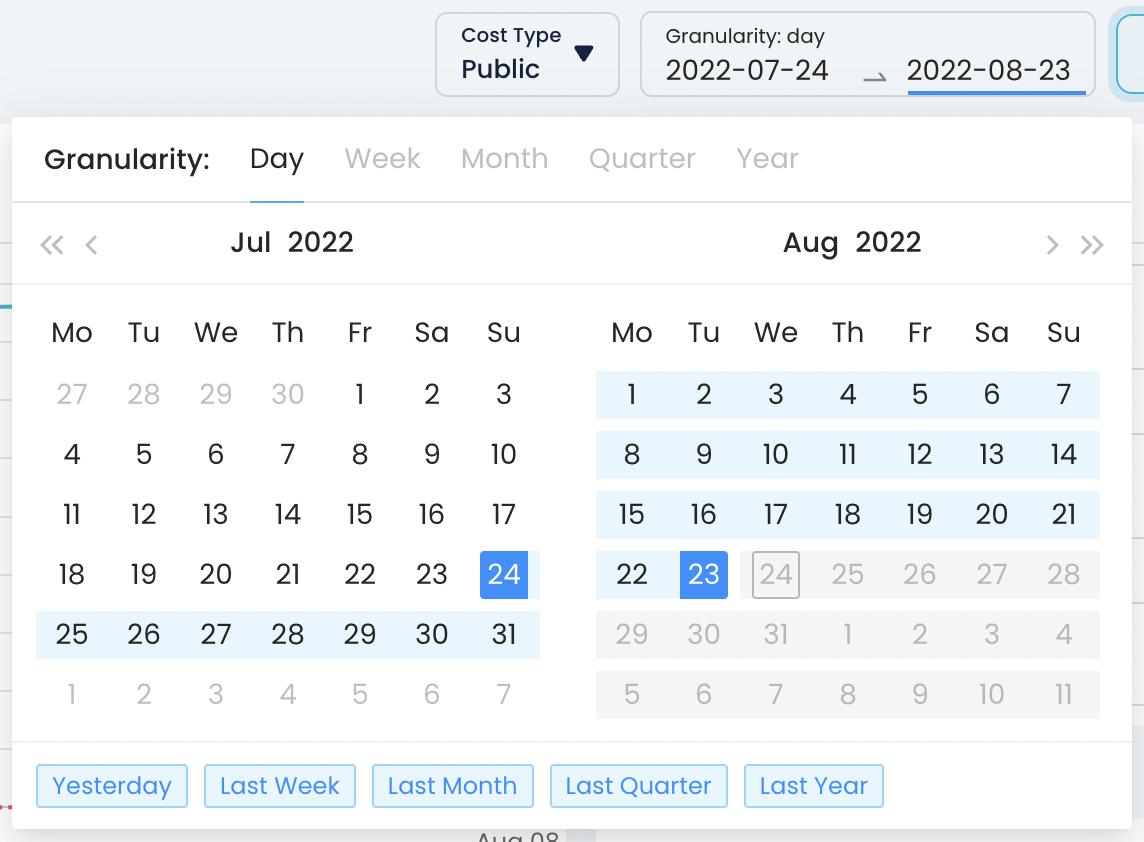 Cost Type
Public
Granularity: day
2022-07-24 → 2022-08-23
Granularity: Day Week Month Quarter Year
Jul 2022
Aug 2022
Mo Tu We Th Fr Sa Su
27 28 29 30 1 2 3
4 5 6 7 8 9 10
11 12 13 14 15 16 17
18 19 20 21 22 23 24
25 26 27 28 29 30 31
1 2 3 4 5 6 7
Mo Tu We Th Fr Sa Su
1 2 3 4 5 6 7
8 9 10 11 12 13 14
15 16 17 18 19 20 21
22 23 24 25 26 27 28
29 30 31 1 2 3 4
5 6 7 8 9 10 11
Yesterday Last Week Last Month Last Quarter Last Year
Aug 08